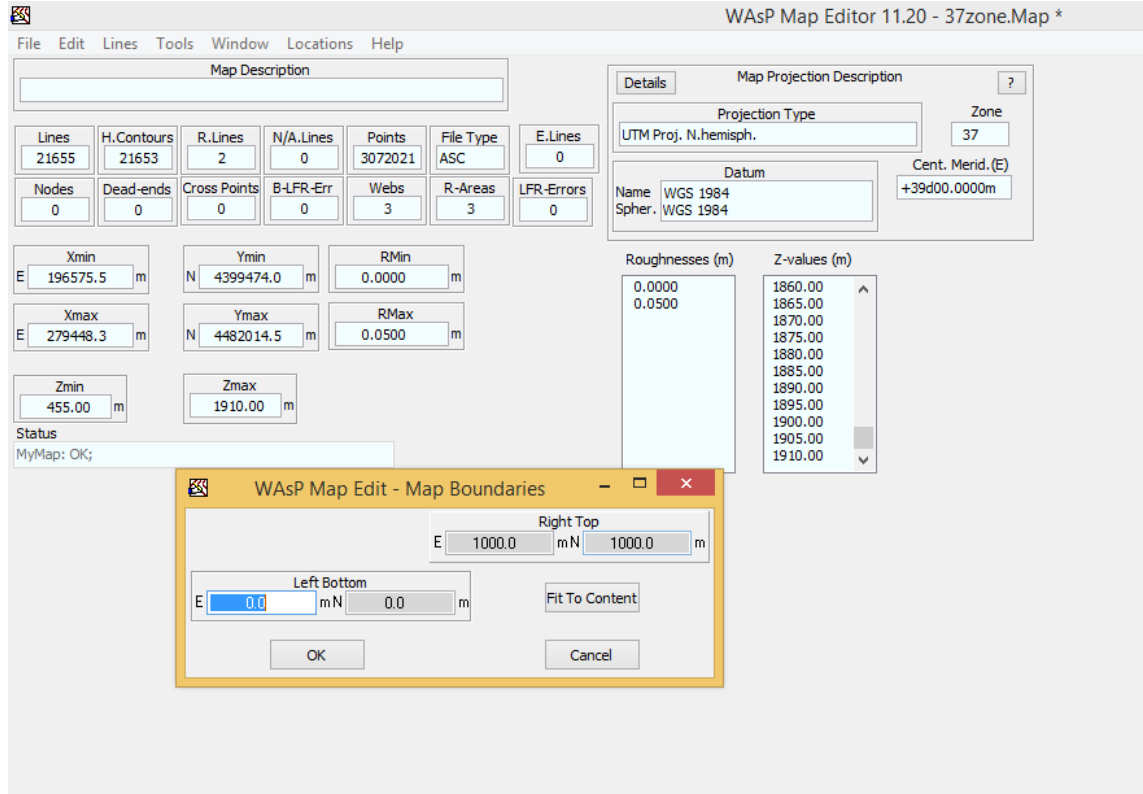 WAsP Map Editor 11.20 - 37zone.Map *
File Edit Lines Tools Window Locations Help
Map Description
Details Map Projection Description ?
Projection Type Zone
UTM Proj. N.hemisph. 37
Lines H.Contours R.Lines N/A.Lines Points File Type E.Lines
21655 21653 2 0 3072021 ASC 0
Datum Cent. Merid.(E)
Name WGS 1984 +39d00.0000m
Spher. WGS 1984
Nodes Dead-ends Cross Points B-LFR-Err Webs R-Areas LFR-Errors
0 0 0 0 3 3 0
Xmin Ymin RMin
E 196575.5 m N 4399474.0 m 0.0000 m
Xmax Ymax RMax
E 279448.3 m N 4482014.5 m 0.0500 m
Zmin Zmax
455.00 m 1910.00 m
Roughnesses (m) Z-values (m)
0.0000 1860.00
0.0500 1865.00
1870.00
1875.00
1880.00
1885.00
1890.00
1895.00
1900.00
1905.00
1910.00
Status
MyMap: OK;
WAsP Map Edit - Map Boundaries
Right Top
E 1000.0 m N 1000.0 m
Left Bottom
E 0.0 m N 0.0 m
Fit To Content
OK Cancel